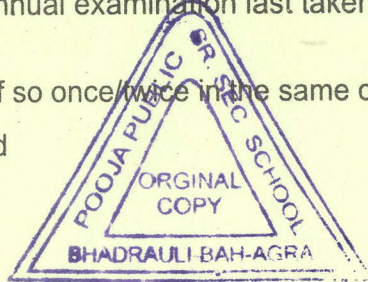 nnual examination last taken
f so once/twice in the same c
d
POOJA PUBLIC SR. SEC SCHOOL
ORGINAL
COPY
BHADRAULI BAH-AGRA